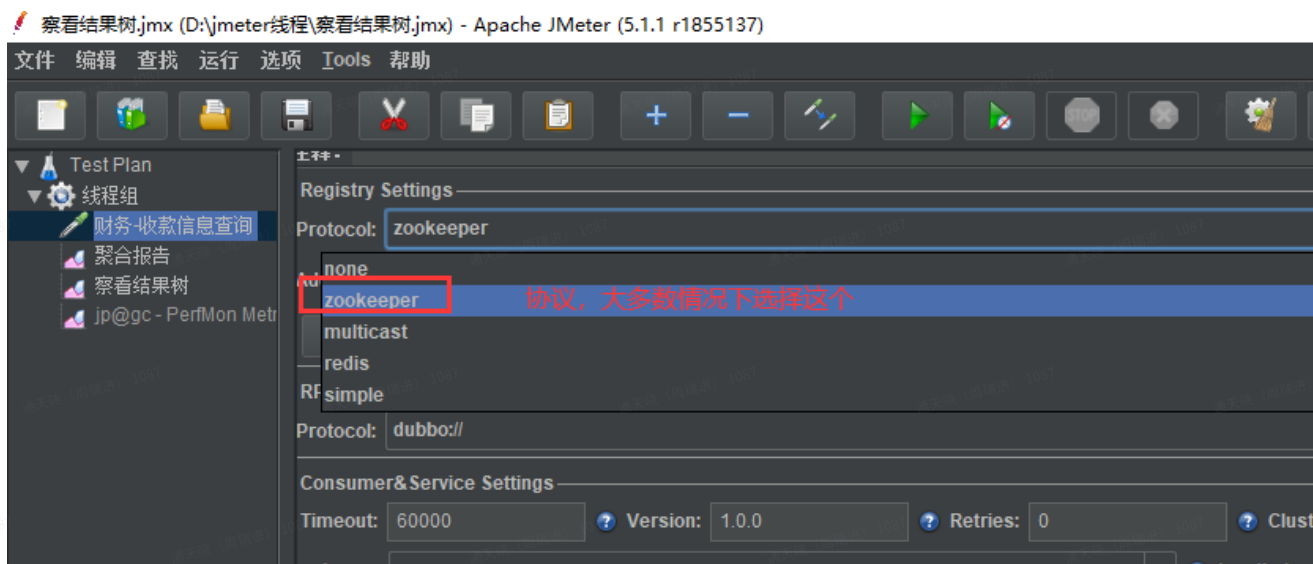 察看结果树.jmx (D:\jmeter线程\察看结果树.jmx) - Apache JMeter (5.1.1 r1855137)
文件 编辑 查找 运行 选项 Tools 帮助
STOP
Test Plan
线程组
财务-收款信息查询
聚合报告
察看结果树
jp@gc - PerfMon Metr
Registry Settings
Protocol: zookeeper
none
zookeeper 协议，大多数情况下选择这个
multicast
redis
simple
Protocol: dubbo://
Consumer&Service Settings
Timeout: 60000 Version: 1.0.0 Retries: 0 Clust